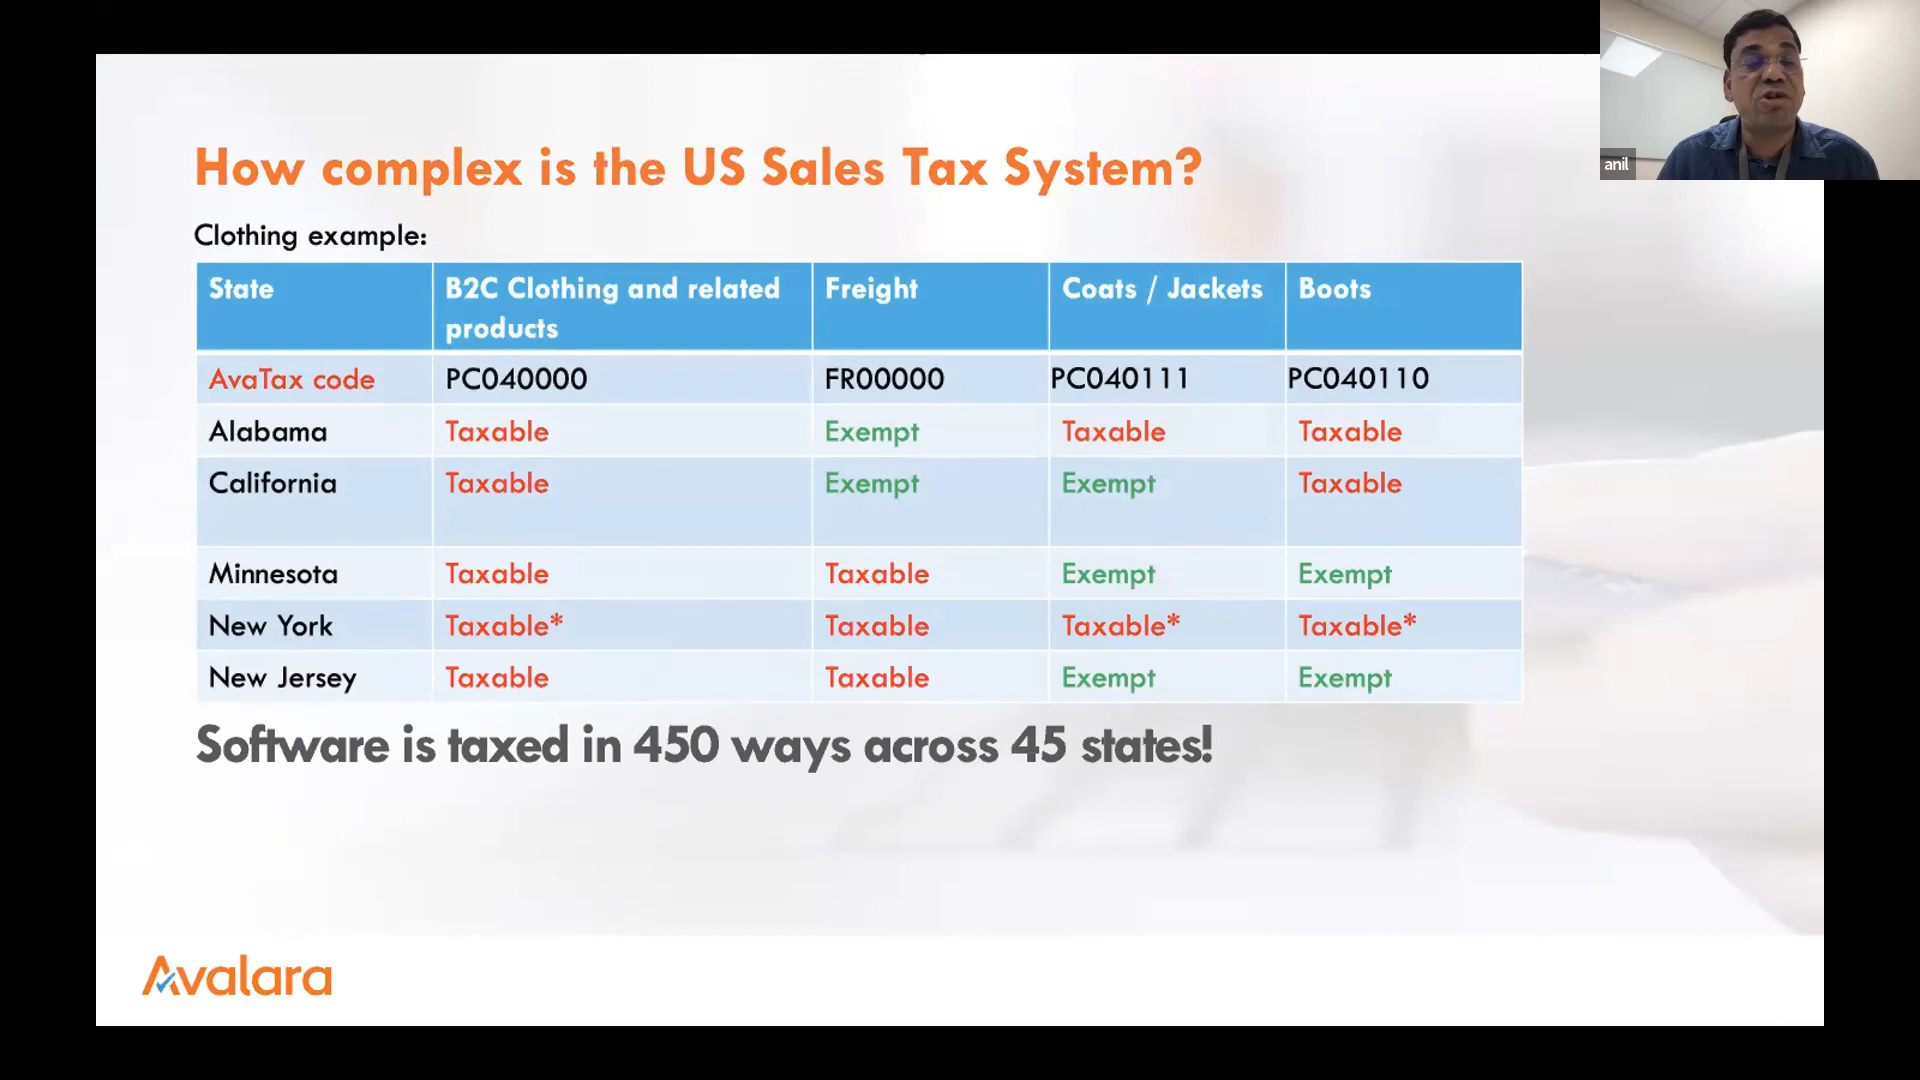 anil
How complex is the US Sales Tax System?
Clothing example:
State B2C Clothing and related products Freight Coats / Jackets Boots
AvaTax code PC040000 FR00000 PC040111 PC040110
Alabama Taxable Exempt Taxable Taxable
California Taxable Exempt Exempt Taxable
Minnesota Taxable Taxable Exempt Exempt
New York Taxable* Taxable Taxable* Taxable*
New Jersey Taxable Taxable Exempt Exempt
Software is taxed in 450 ways across 45 states!
Avalara